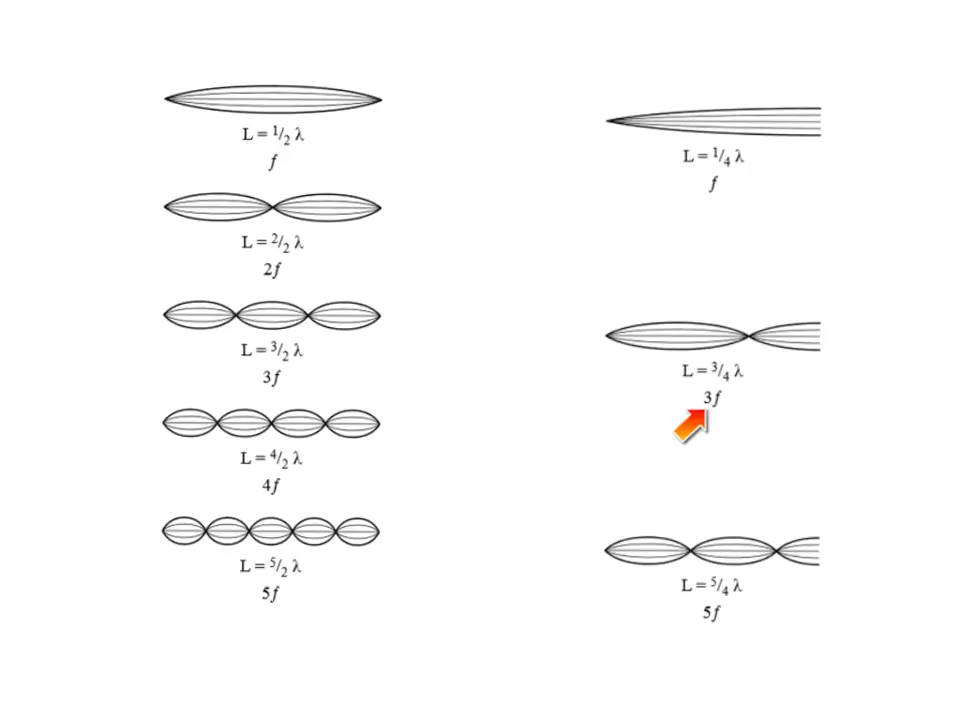 L = 1/2 λ
f
L = 2/2 λ
2f
L = 3/2 λ
3f
L = 4/2 λ
4f
L = 5/2 λ
5f
L = 1/4 λ
f
L = 3/4 λ
3f
L = 5/4 λ
5f